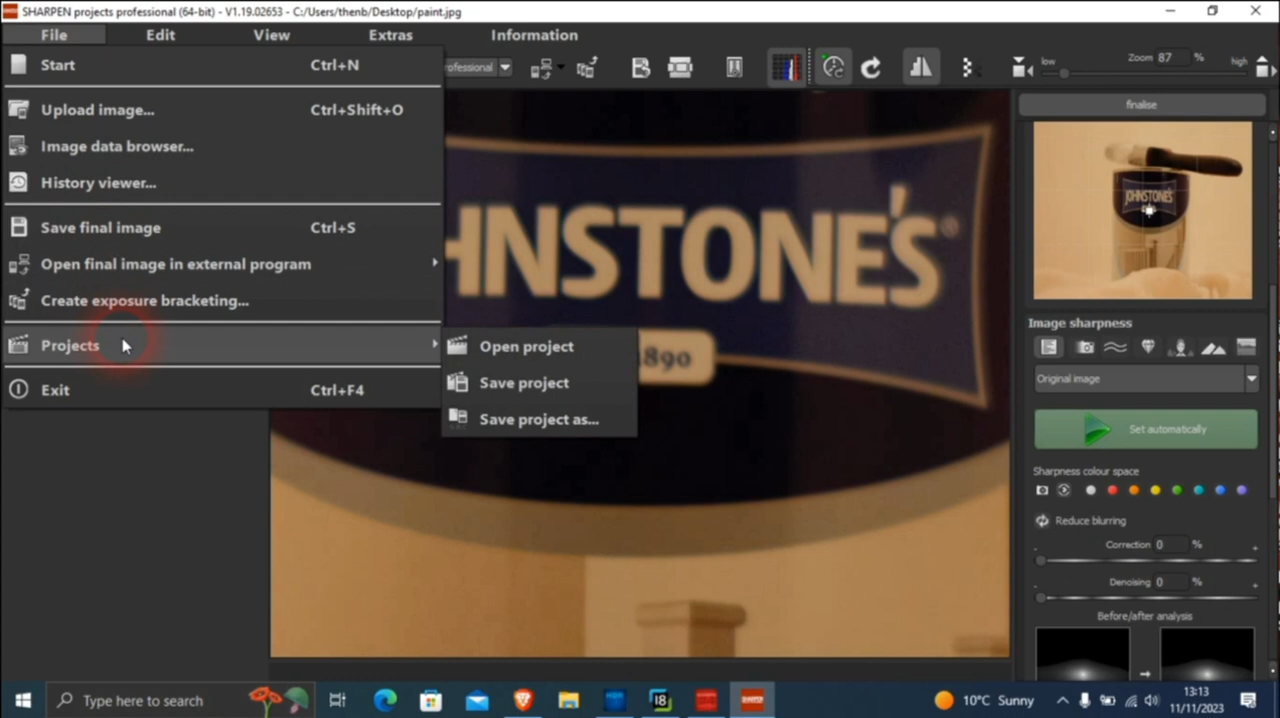 SHARPEN projects professional (64-bit) - V1.19.02653 - C:/Users/thenb/Desktop/paint.jpg
File Edit View Extras Information
Start Ctrl+N
Upload image... Ctrl+Shift+O
Image data browser...
History viewer...
Save final image Ctrl+S
Open final image in external program
Create exposure bracketing...
Projects
Exit Ctrl+F4
Open project
Save project
Save project as...
low Zoom 87 % high
HNSTONE'S®
1890
finalise
JOHNSTONE'S
Image sharpness
Original image
Set automatically
Sharpness colour space
Reduce blurring
Correction 0 %
Denoising 0 %
Before/after analysis
Type here to search
10°C Sunny
13:13
11/11/2023